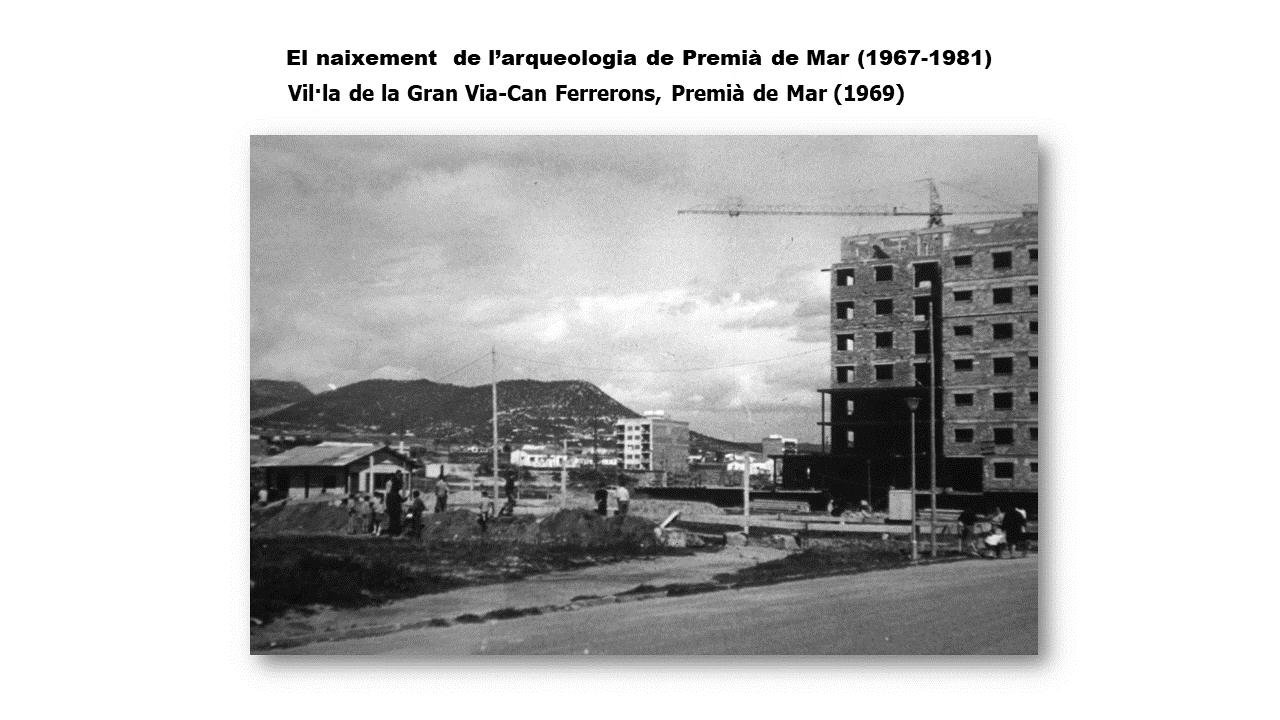 El naixement  de l’arqueologia de Premià de Mar (1967-1981)
Vil·la de la Gran Via-Can Ferrerons, Premià de Mar (1969)